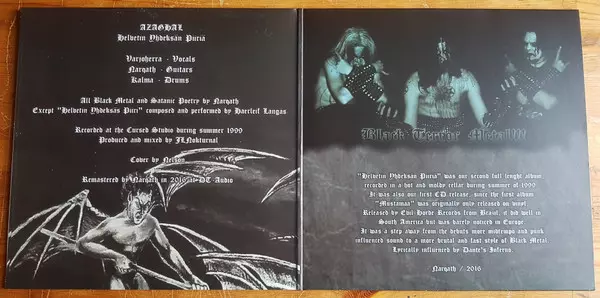 AZAGHAL
Helvetin Yhdeksän Piiriä
Varjoherra - Vocals
Narqath - Guitars
Kalma - Drums
All Black Metal and Satanic Poetry by Narqath
Except "Helvetin Yhdeksäs Piiri" composed and performed by Harrleif Langås
Recorded at the Cursed Studio during summer 1999
Produced and mixed by JLNokturnal
Cover by Nelson
Remastered by Narqath in 2016 at DT Audio
Black Terror Metal!!!
"Helvetin Yhdeksän Piiriä" was our second full lenght album,
recorded in a hot and moldy cellar during summer of 1999.
It was also our first CD release, since the first album
"Mustamaa" was originally only released on vinyl.
Released by Evil Horde Records from Brazil, it did well in
South America but was barely noticed in Europe.
It was a step away from the debuts more midtempo and punk
influenced sound to a more brutal and fast style of Black Metal.
Lyrically influenced by Dante's Inferno.
Narqath / 2016